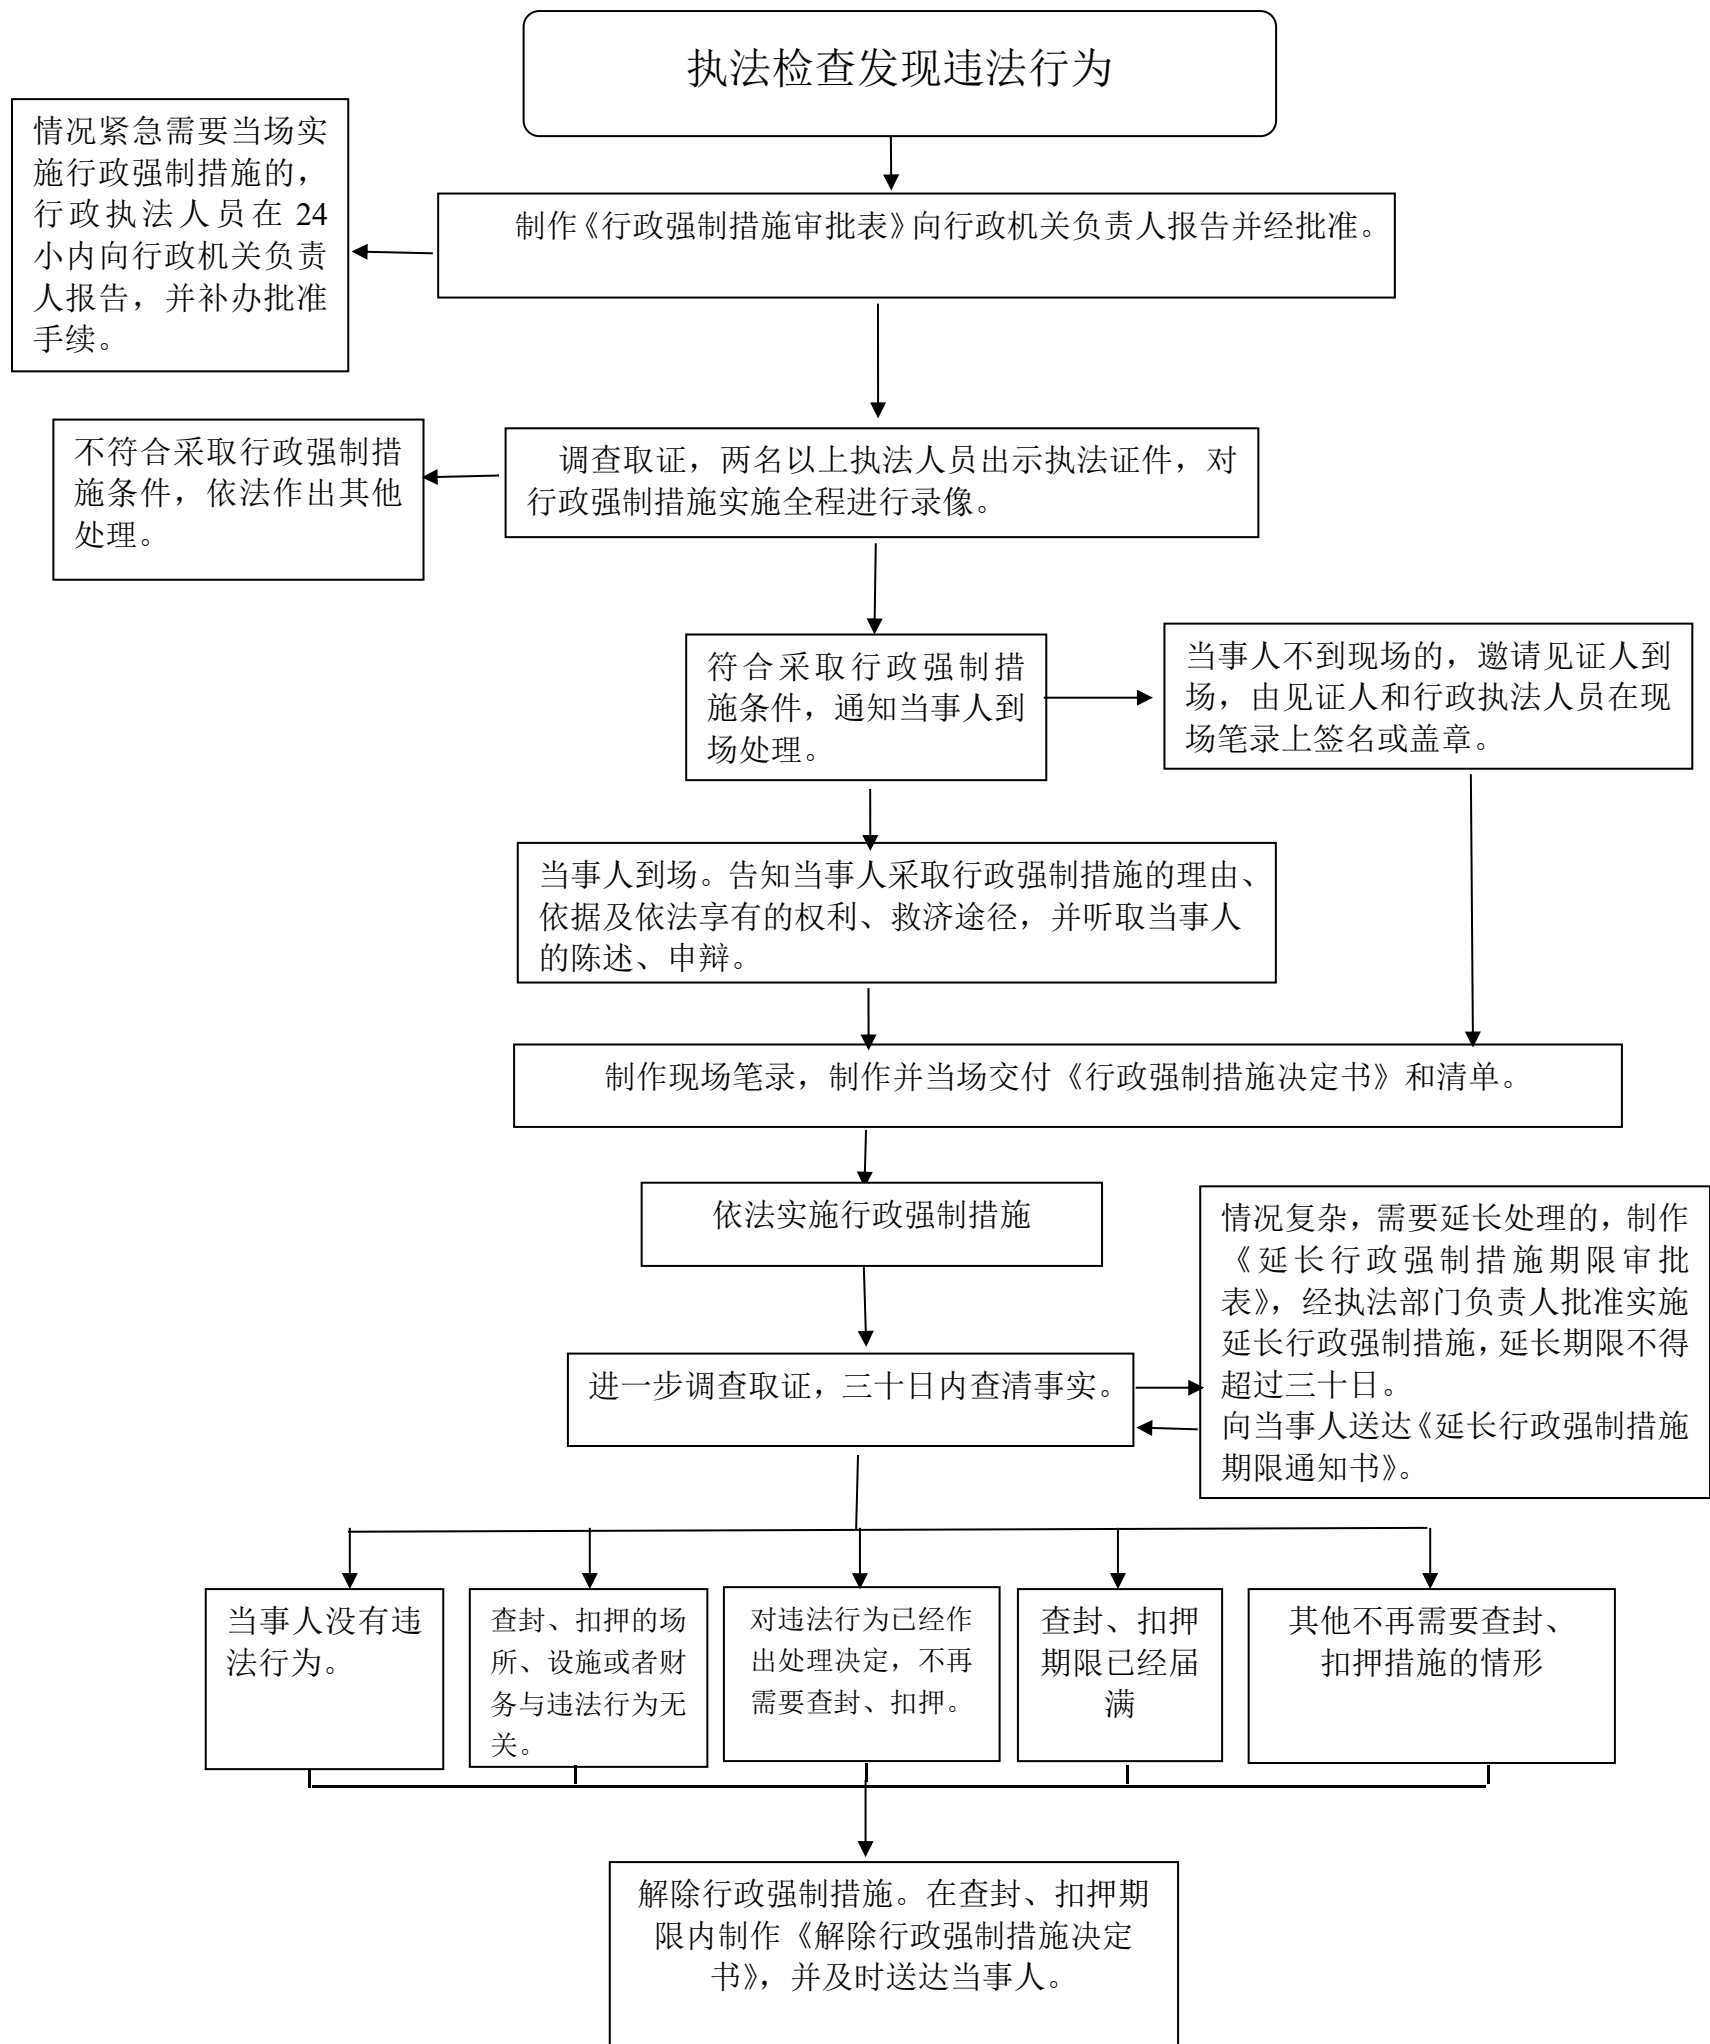 执法检查发现违法行为
情况紧急需要当场实
施行政强制措施的，
行政执法人员在 24
小内向行政机关负责
人报告，并补办批准
手续。
制作《行政强制措施审批表》向行政机关负责人报告并经批准。
不符合采取行政强制措
施条件，依法作出其他
处理。
调查取证，两名以上执法人员出示执法证件，对
行政强制措施实施全程进行录像。
符合采取行政强制措
施条件，通知当事人到
场处理。
当事人不到现场的，邀请见证人到
场，由见证人和行政执法人员在现
场笔录上签名或盖章。
当事人到场。告知当事人采取行政强制措施的理由、
依据及依法享有的权利、救济途径，并听取当事人
的陈述、申辩。
制作现场笔录，制作并当场交付《行政强制措施决定书》和清单。
依法实施行政强制措施
情况复杂，需要延长处理的，制作
《延长行政强制措施期限审批
表》，经执法部门负责人批准实施
延长行政强制措施，延长期限不得
超过三十日。
向当事人送达《延长行政强制措施
期限通知书》。
进一步调查取证，三十日内查清事实。
当事人没有违
法行为。
查封、扣押的场
所、设施或者财
务与违法行为无
关。
对违法行为已经作
出处理决定，不再
需要查封、扣押。
查封、扣押
期限已经届
满
其他不再需要查封、
扣押措施的情形
解除行政强制措施。在查封、扣押期
限内制作《解除行政强制措施决定
书》，并及时送达当事人。